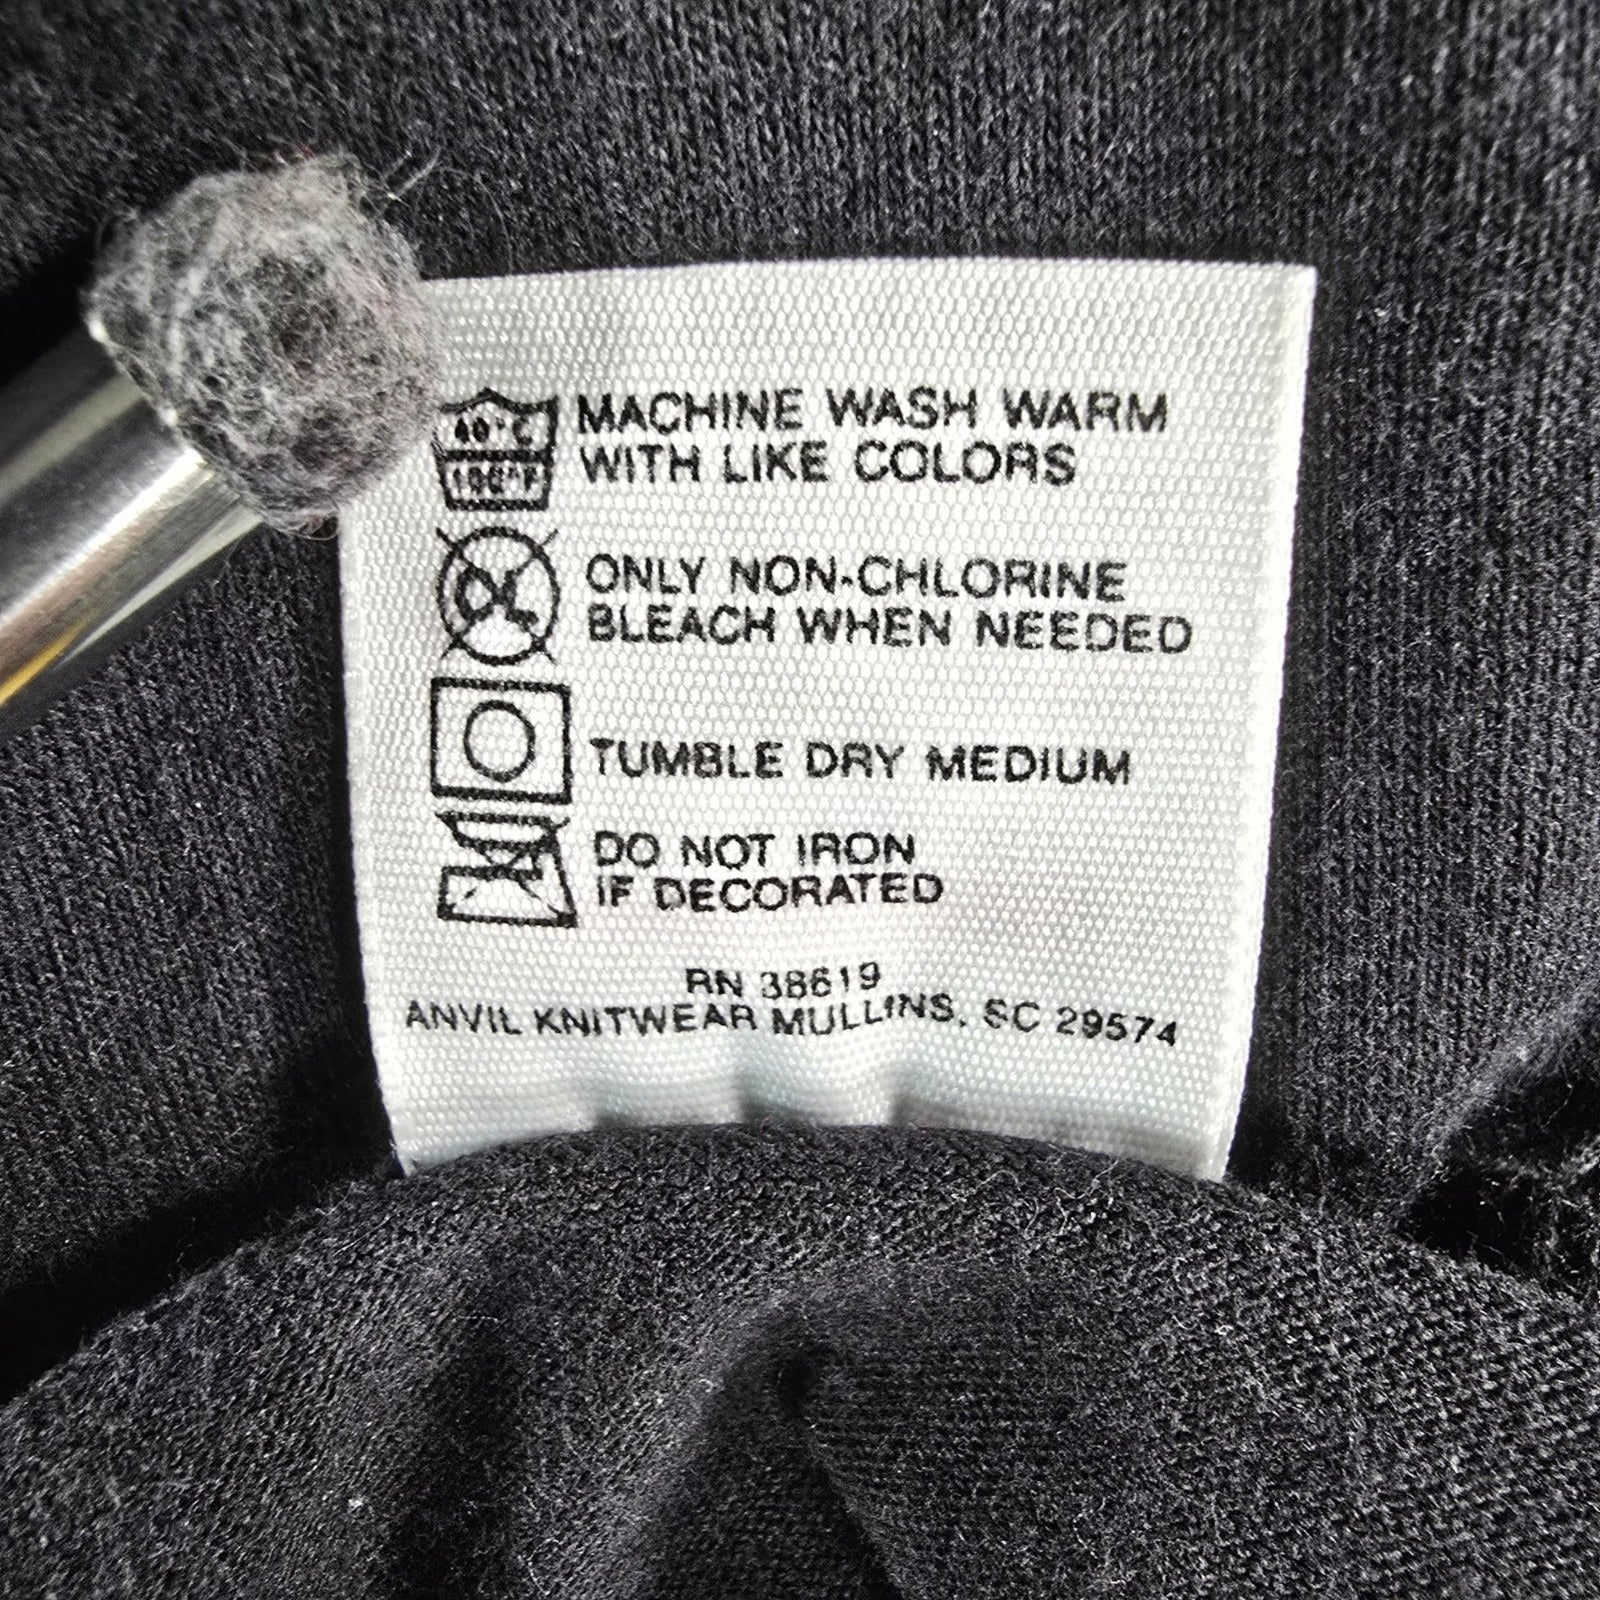 40°C MACHINE WASH WARM
WITH LIKE COLORS
ONLY NON-CHLORINE
BLEACH WHEN NEEDED
TUMBLE DRY MEDIUM
DO NOT IRON
IF DECORATED
RN 38619
ANVIL KNITWEAR MULLINS, SC 29574